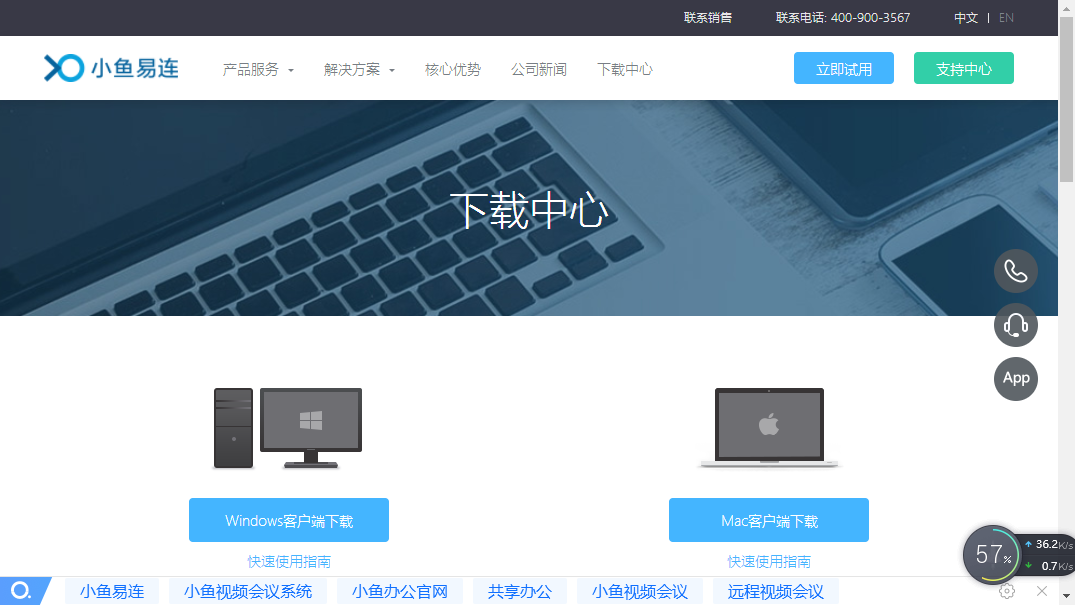 联系销售 联系电话: 400-900-3567 中文 | EN
小鱼易连 产品服务 解决方案 核心优势 公司新闻 下载中心 立即试用 支持中心
下载中心
App
Windows客户端下载 Mac客户端下载
快速使用指南 快速使用指南
57% 36.2K/s
0.7K/s
小鱼易连 小鱼视频会议系统 小鱼办公官网 共享办公 小鱼视频会议 远程视频会议